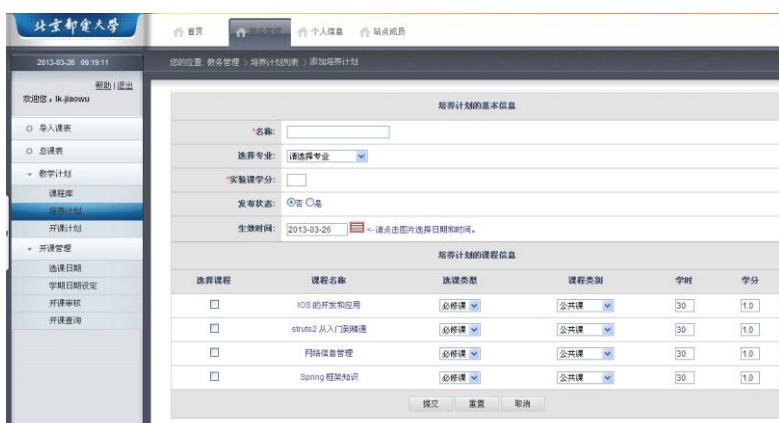 北京邮电大学
首页 教务管理 个人信息 站点成员
2013-03-26 09:19:11
您的位置: 教务管理 > 培养计划列表 > 添加培养计划
帮助 | 退出
欢迎您，lk-jiaowu
导入课表
总课表
教学计划
课程库
培养计划
开课计划
开课管理
选课日期
学期日期设定
开课审核
开课查询
培养计划的基本信息
*名称:
选择专业: 请选择专业
*实验课学分:
发布状态: 否 是
生效时间: 2013-03-26 <- 请点击图片选择日期和时间。
培养计划的课程信息
选择课程 课程名称 选课类型 课程类别 学时 学分
IOS的开发和应用 必修课 公共课 30 1.0
struts2 从入门到精通 必修课 公共课 30 1.0
网络信息管理 必修课 公共课 30 1.0
Spring 框架知识 必修课 公共课 30 1.0
提交 重置 取消